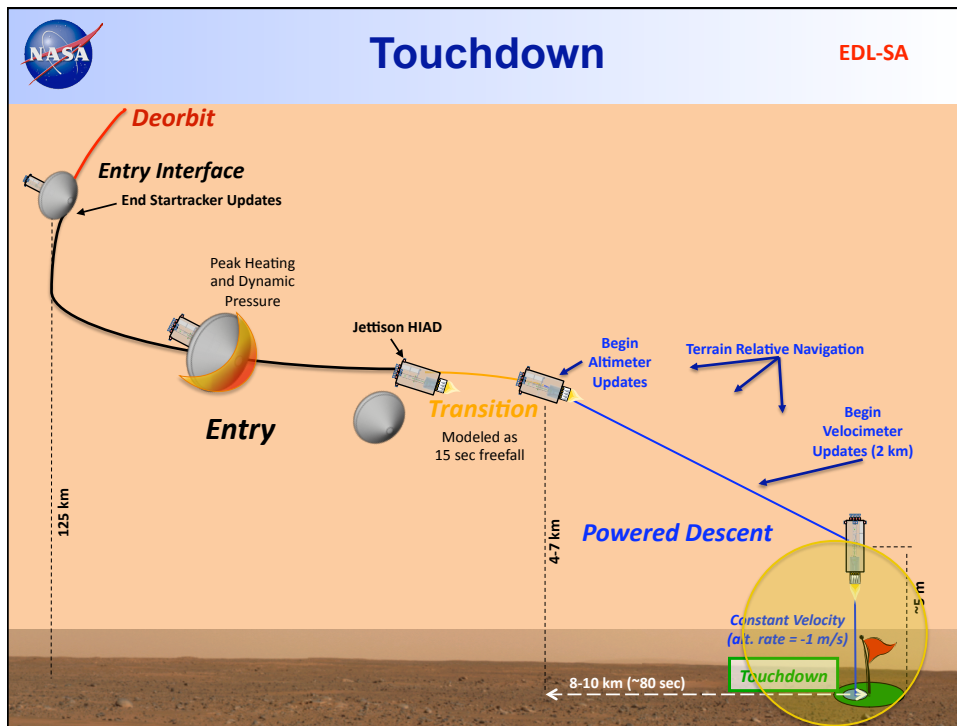 NASA
Touchdown
EDL-SA
Deorbit
Entry Interface
End Startracker Updates
Peak Heating
and Dynamic
Pressure
Jettison HIAD
Begin
Altimeter
Updates
Terrain Relative Navigation
Transition
Entry
Modeled as
15 sec freefall
Begin
Velocimeter
Updates (2 km)
125 km
4-7 km
Powered Descent
~5 m
Constant Velocity
(alt. rate = -1 m/s)
Touchdown
8-10 km (~80 sec)